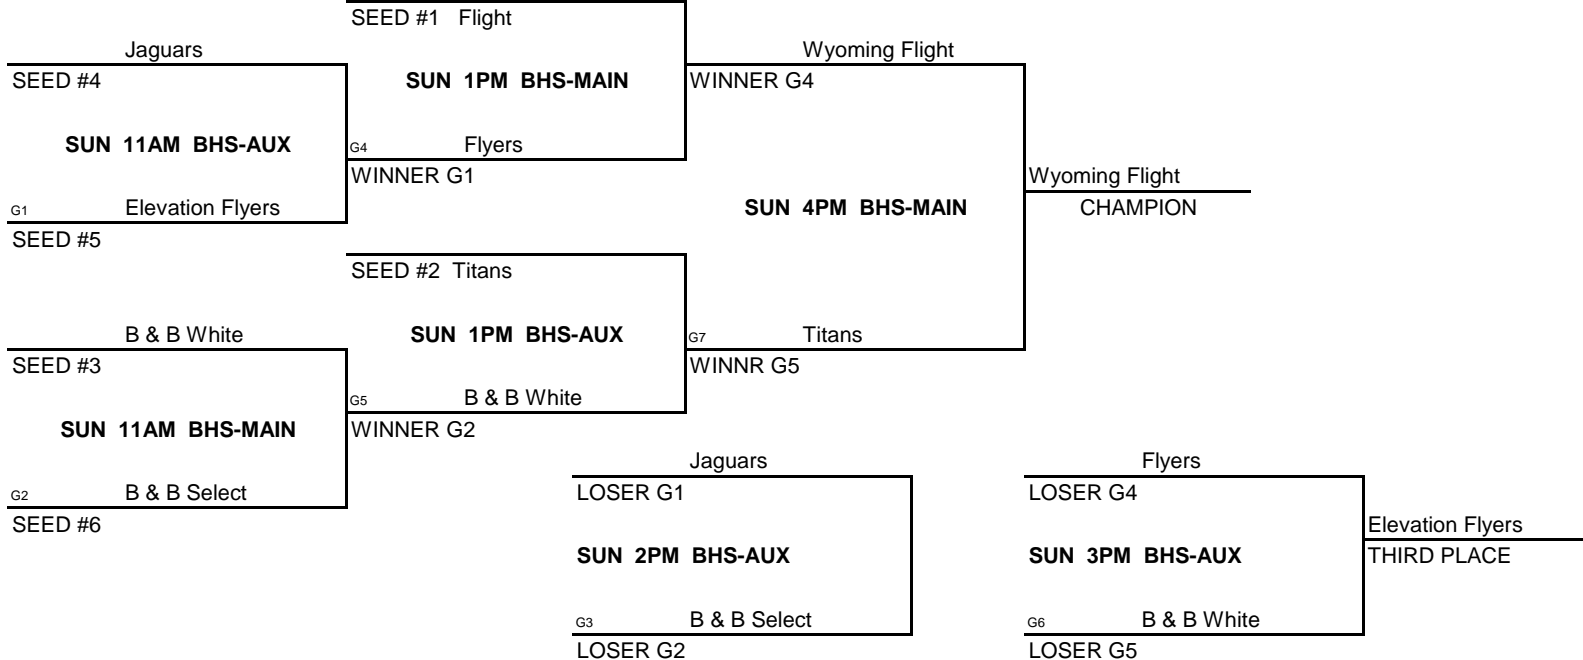 SEED #1 Flight
Jaguars
Wyoming Flight
SEED #4
SUN 1PM BHS-MAIN
WINNER G4
SUN 11AM BHS-AUX
G4 Flyers
WINNER G1
Wyoming Flight
G1 Elevation Flyers
SUN 4PM BHS-MAIN
CHAMPION
SEED #5
SEED #2 Titans
B & B White
SUN 1PM BHS-AUX
G7 Titans
SEED #3
WINNR G5
G5 B & B White
SUN 11AM BHS-MAIN
WINNER G2
Jaguars
Flyers
G2 B & B Select
LOSER G1
LOSER G4
SEED #6
Elevation Flyers
SUN 2PM BHS-AUX
SUN 3PM BHS-AUX
THIRD PLACE
G3 B & B Select
G6 B & B White
LOSER G2
LOSER G5